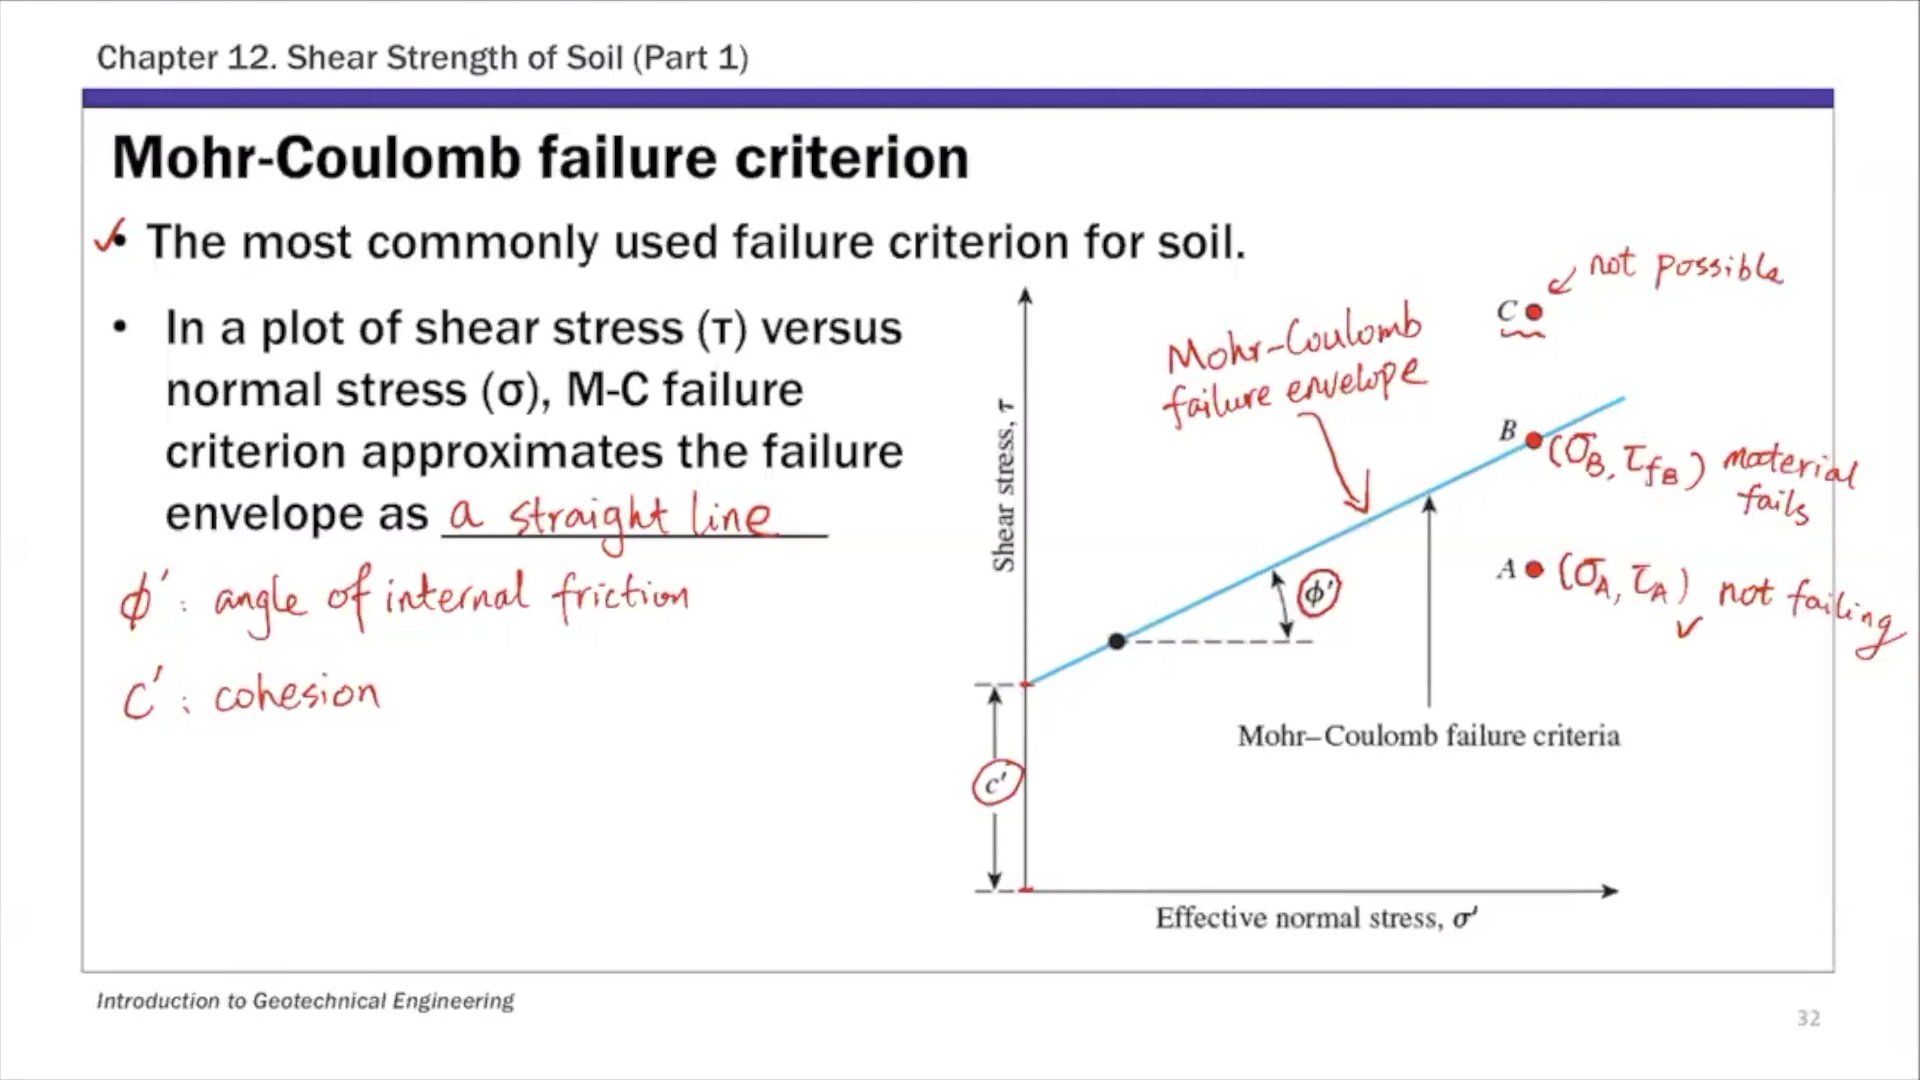 Chapter 12. Shear Strength of Soil (Part 1)
Mohr-Coulomb failure criterion
• The most commonly used failure criterion for soil.
• In a plot of shear stress (τ) versus
normal stress (σ), M-C failure
criterion approximates the failure
envelope as a straight line
ϕ': angle of internal friction
c': cohesion
Shear stress, τ
Mohr-Coulomb
failure envelope
C
not possible
B
(σB, τfB) material
fails
A
(σA, τA) not failing
ϕ'
c'
Mohr–Coulomb failure criteria
Effective normal stress, σ'
Introduction to Geotechnical Engineering
32